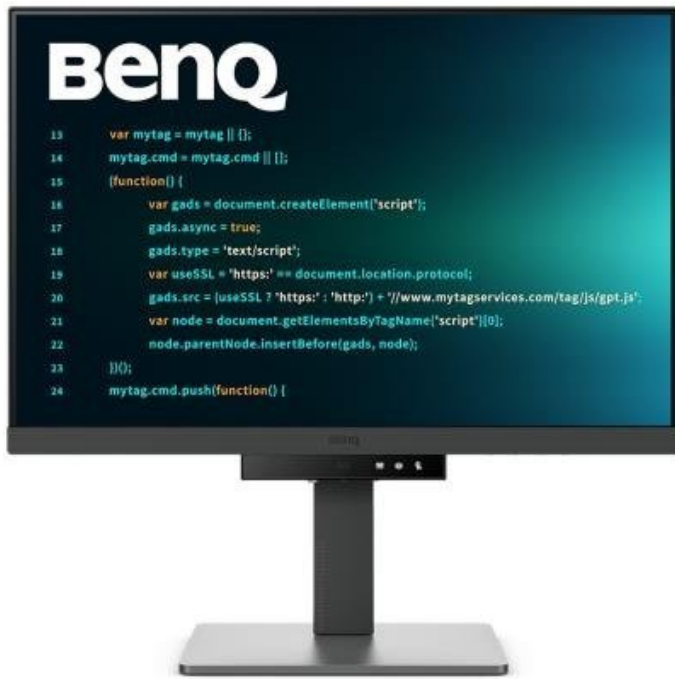 BenQ
13 var mytag = mytag || {};
14 mytag.cmd = mytag.cmd || [];
15 (function() {
16 var gads = document.createElement("script");
17 gads.async = true;
18 gads.type = "text/script";
19 var useSSL = "https:" == document.location.protocol;
20 gads.src = (useSSL ? "https:" : "http:") + "//www.mytagservices.com/tag/js/gpt.js";
21 var node = document.getElementsByTagName("script")[0];
22 node.parentNode.insertBefore(gads, node);
23 })();
24 mytag.cmd.push(function() {
BenQ